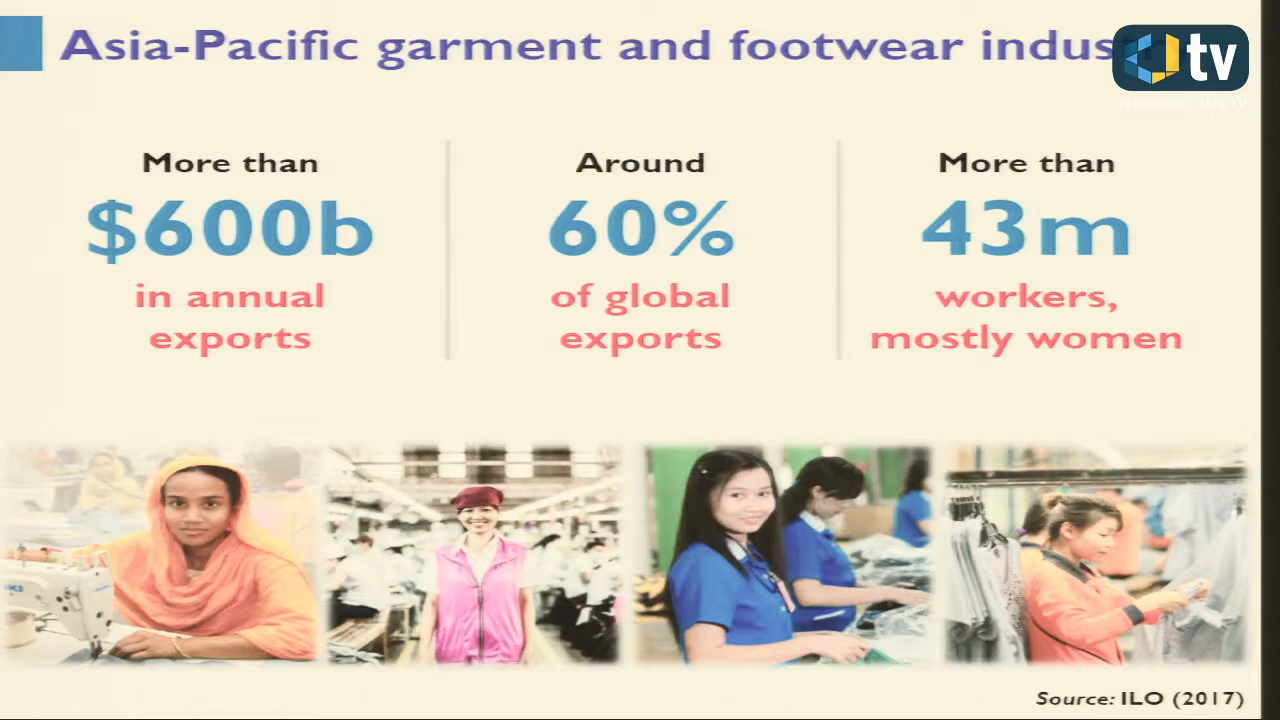 Asia-Pacific garment and footwear indus
tv
More than
$600b
in annual
exports
Around
60%
of global
exports
More than
43m
workers,
mostly women
Source: ILO (2017)